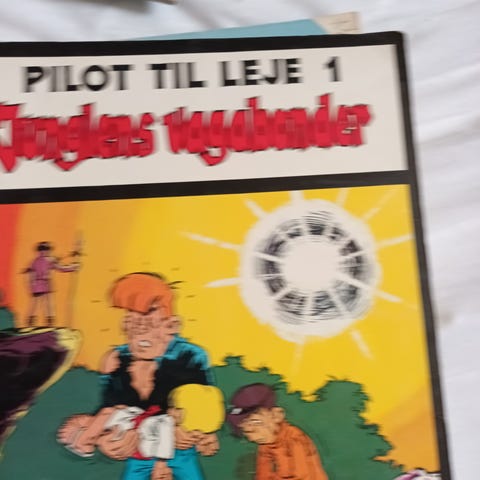 PILOT TIL LEJE 1
Junglens vagabonder